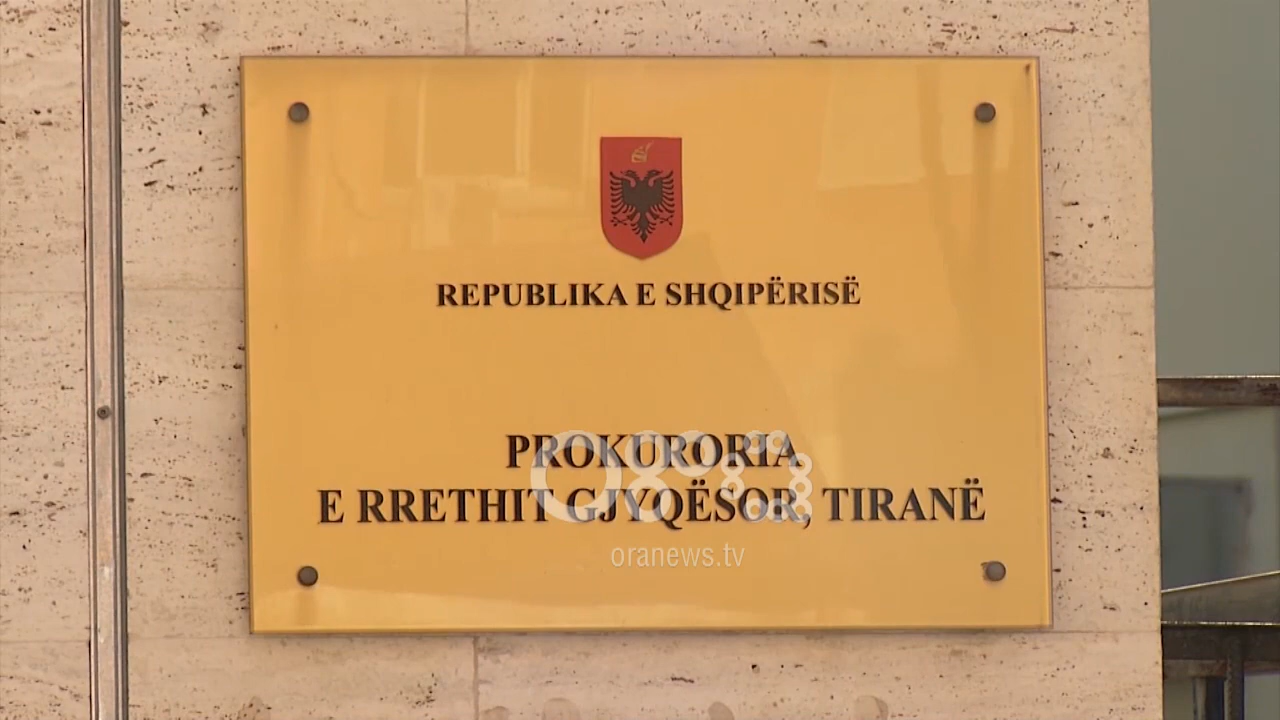 REPUBLIKA E SHQIPËRISË
PROKURORIA
E RRETHIT GJYQËSOR, TIRANË
oranews.tv